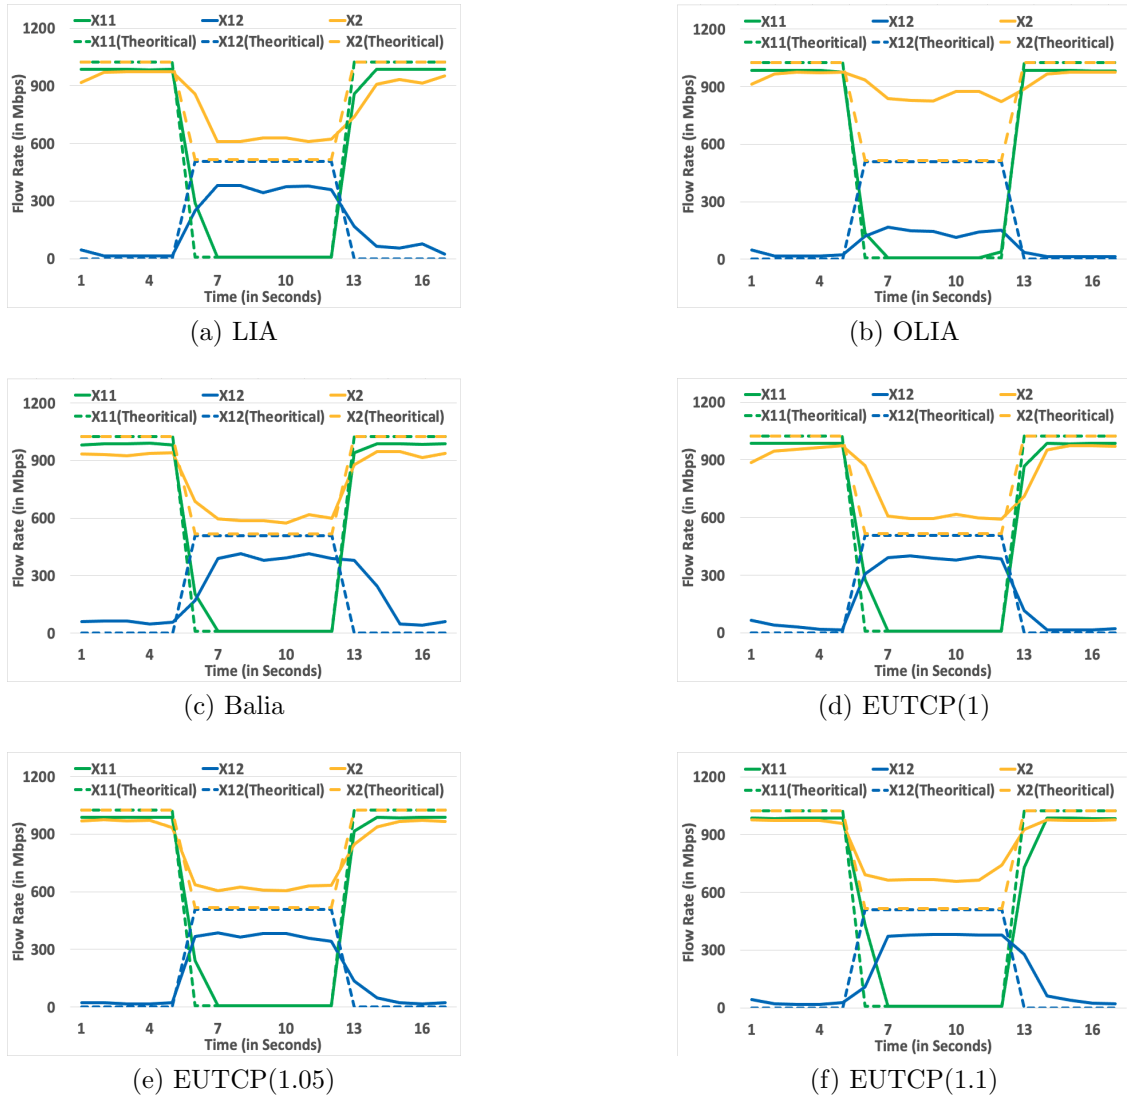 X11 X12 X2
X11(Theoritical) X12(Theoritical) X2(Theoritical)
Flow Rate (in Mbps)
1200
900
600
300
0
1 4 7 10 13 16
Time (in Seconds)
(a) LIA
X11 X12 X2
X11(Theoritical) X12(Theoritical) X2(Theoritical)
Flow Rate (in Mbps)
1200
900
600
300
0
1 4 7 10 13 16
Time (in Seconds)
(b) OLIA
X11 X12 X2
X11(Theoritical) X12(Theoritical) X2(Theoritical)
Flow Rate (in Mbps)
1200
900
600
300
0
1 4 7 10 13 16
Time (in Seconds)
(c) Balia
X11 X12 X2
X11(Theoritical) X12(Theoritical) X2(Theoritical)
Flow Rate (in Mbps)
1200
900
600
300
0
1 4 7 10 13 16
Time (in Seconds)
(d) EUTCP(1)
X11 X12 X2
X11(Theoritical) X12(Theoritical) X2(Theoritical)
Flow Rate (in Mbps)
1200
900
600
300
0
1 4 7 10 13 16
Time (in Seconds)
(e) EUTCP(1.05)
X11 X12 X2
X11(Theoritical) X12(Theoritical) X2(Theoritical)
Flow Rate (in Mbps)
1200
900
600
300
0
1 4 7 10 13 16
Time (in Seconds)
(f) EUTCP(1.1)